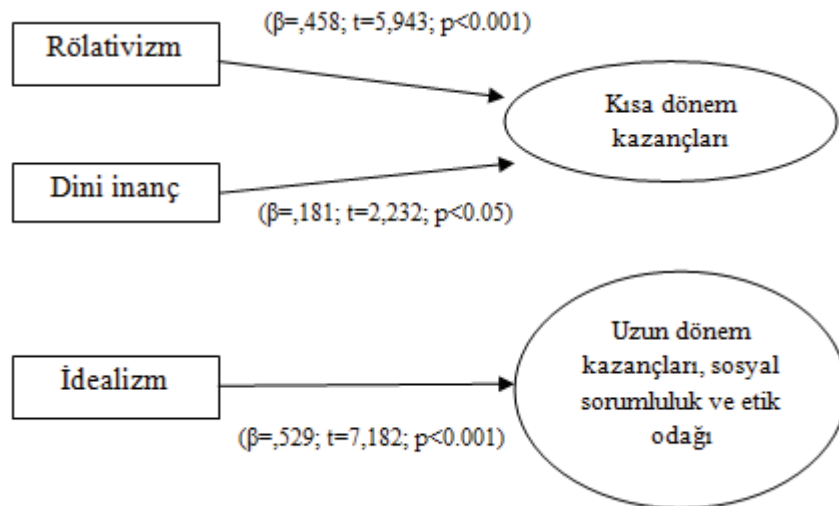 (β=,458; t=5,943; p<0.001)
Rölativizm
Kısa dönem
kazançları
Dini inanç
(β=,181; t=2,232; p<0.05)
Uzun dönem
kazançları, sosyal
sorumluluk ve etik
odağı
İdealizm
(β=,529; t=7,182; p<0.001)